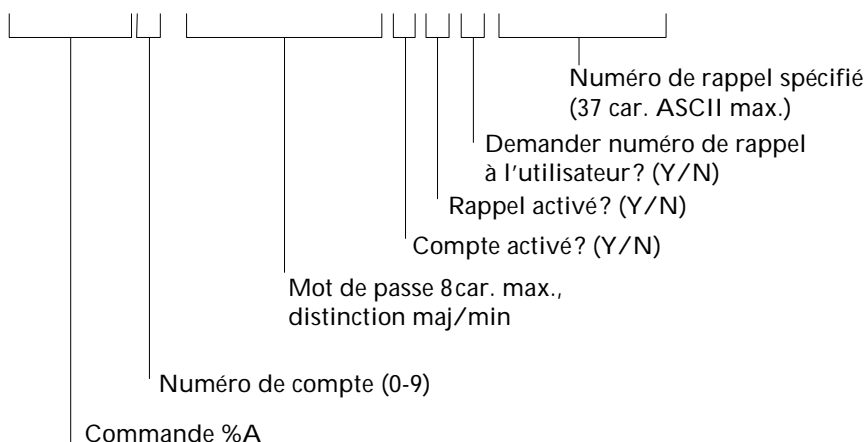 Numéro de rappel spécifié
(37 car. ASCII max.)
Demander numéro de rappel
à l'utilisateur? (Y/N)
Rappel activé? (Y/N)
Compte activé? (Y/N)
Mot de passe 8car. max.,
distinction maj/min
Numéro de compte (0-9)
Commande %A